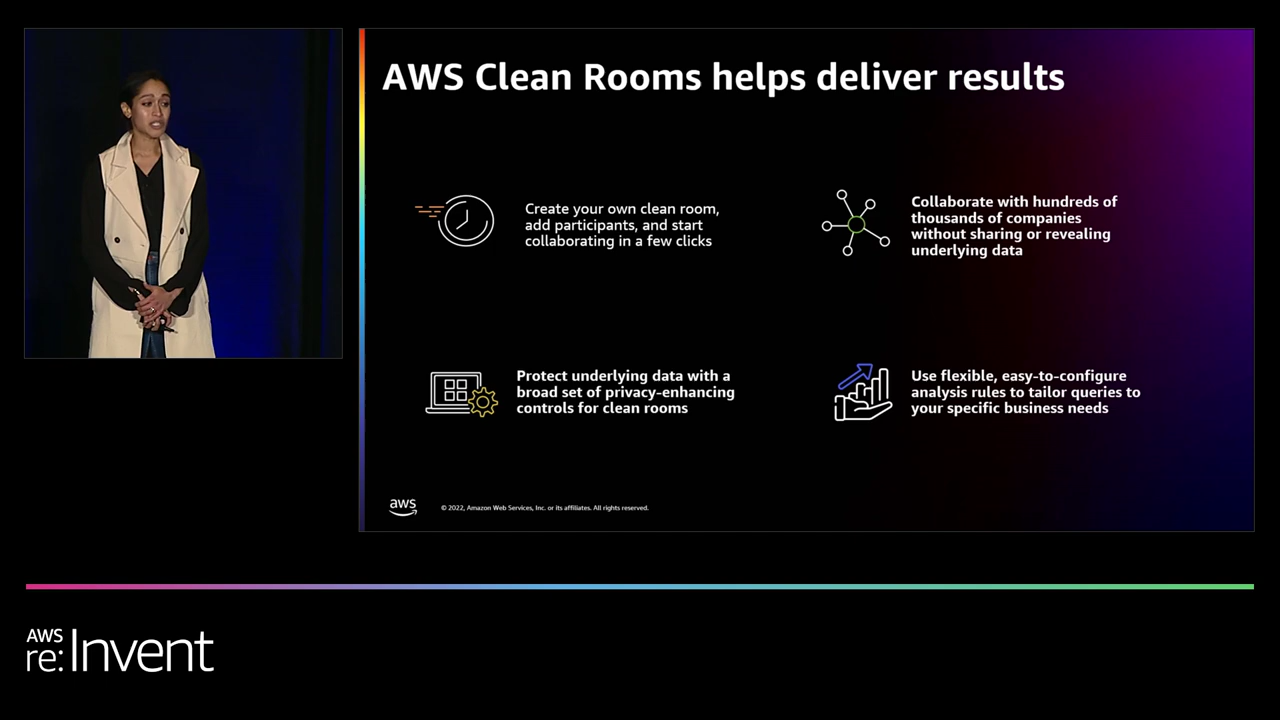 AWS Clean Rooms helps deliver results
Create your own clean room,
add participants, and start
collaborating in a few clicks
Collaborate with hundreds of
thousands of companies
without sharing or revealing
underlying data
Protect underlying data with a
broad set of privacy-enhancing
controls for clean rooms
Use flexible, easy-to-configure
analysis rules to tailor queries to
your specific business needs
aws
© 2022, Amazon Web Services, Inc. or its affiliates. All rights reserved.
AWS
re:Invent